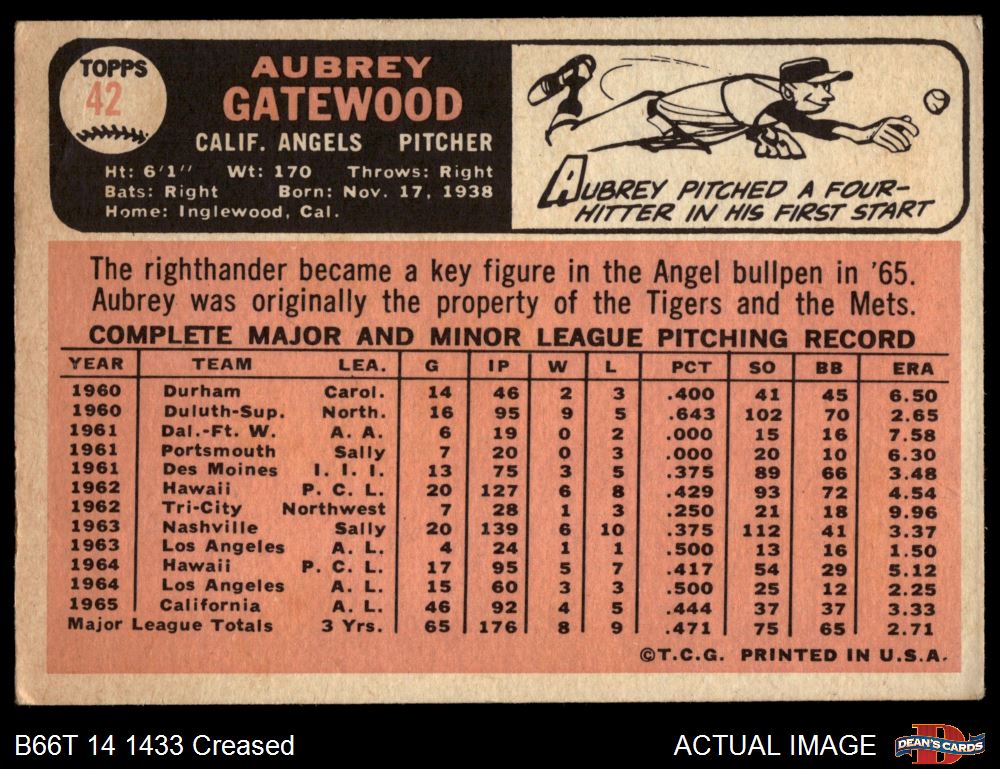 TOPPS
42
AUBREY
GATEWOOD
CALIF. ANGELS PITCHER
Ht: 6'1" Wt: 170 Throws: Right
Bats: Right Born: Nov. 17, 1938
Home: Inglewood, Cal.
AUBREY PITCHED A FOUR-
HITTER IN HIS FIRST START
The righthander became a key figure in the Angel bullpen in '65.
Aubrey was originally the property of the Tigers and the Mets.
COMPLETE MAJOR AND MINOR LEAGUE PITCHING RECORD
YEAR TEAM LEA. G IP W L PCT SO BB ERA
1960 Durham Carol. 14 46 2 3 .400 41 45 6.50
1960 Duluth-Sup. North. 16 95 9 5 .643 102 70 2.65
1961 Dal.-Ft. W. A. A. 6 19 0 2 .000 15 16 7.58
1961 Portsmouth Sally 7 20 0 3 .000 20 10 6.30
1961 Des Moines I. I. I. 13 75 3 5 .375 89 66 3.48
1962 Hawaii P. C. L. 20 127 6 8 .429 93 72 4.54
1962 Tri-City Northwest 7 28 1 3 .250 21 18 9.96
1963 Nashville Sally 20 139 6 10 .375 112 41 3.37
1963 Los Angeles A. L. 4 24 1 1 .500 13 16 1.50
1964 Hawaii P. C. L. 17 95 5 7 .417 54 29 5.12
1964 Los Angeles A. L. 15 60 3 3 .500 25 12 2.25
1965 California A. L. 46 92 4 5 .444 37 37 3.33
Major League Totals 3 Yrs. 65 176 8 9 .471 75 65 2.71
©T.C.G. PRINTED IN U.S.A.
B66T 14 1433 Creased
ACTUAL IMAGE
DEAN'S CARDS